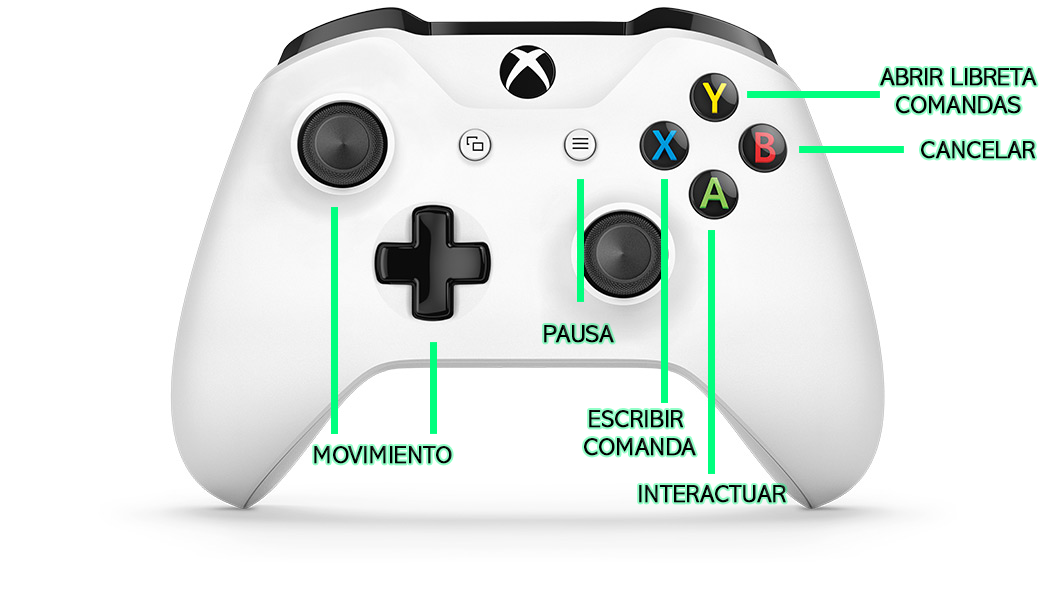 Y
X
B
A
ABRIR LIBRETA
COMANDAS
CANCELAR
PAUSA
ESCRIBIR
COMANDA
MOVIMIENTO
INTERACTUAR